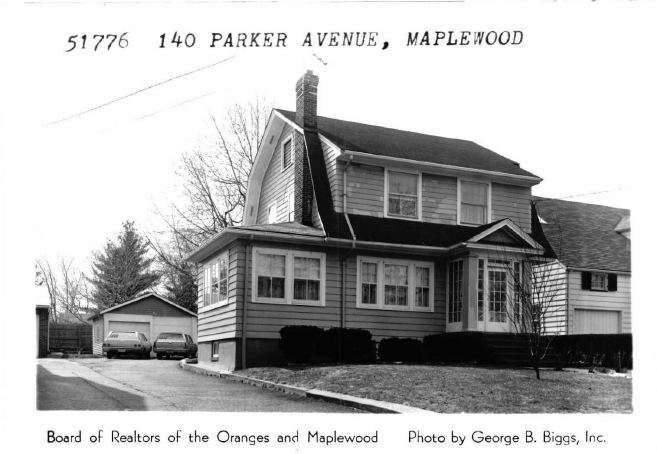 51776 140 PARKER AVENUE, MAPLEWOOD
Board of Realtors of the Oranges and Maplewood Photo by George B. Biggs, Inc.